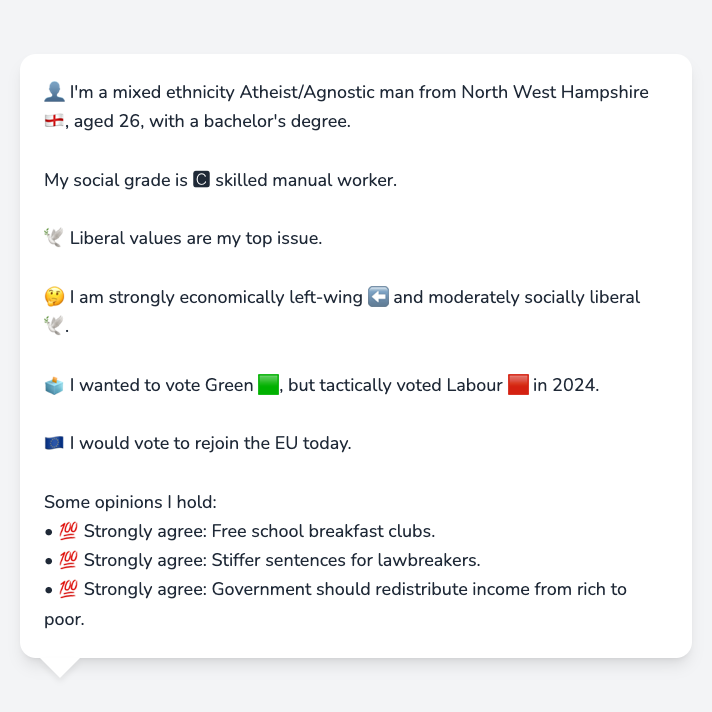 👤 I'm a mixed ethnicity Atheist/Agnostic man from North West Hampshire
🏴󠁧󠁢󠁥󠁮󠁧󠁿, aged 26, with a bachelor's degree.
My social grade is 🅲 skilled manual worker.
🕊️ Liberal values are my top issue.
🤔 I am strongly economically left-wing ⬅️ and moderately socially liberal
🕊️.
🗳️ I wanted to vote Green 🟩, but tactically voted Labour 🟥 in 2024.
🇪🇺 I would vote to rejoin the EU today.
Some opinions I hold:
• 💯 Strongly agree: Free school breakfast clubs.
• 💯 Strongly agree: Stiffer sentences for lawbreakers.
• 💯 Strongly agree: Government should redistribute income from rich to
poor.